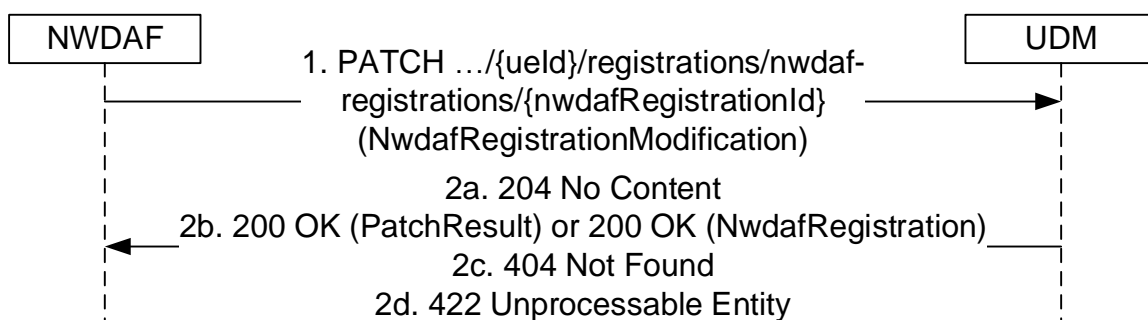 NWDAF
UDM
1. PATCH …/{ueId}/registrations/nwdaf-
registrations/{nwdafRegistrationId}
(NwdafRegistrationModification)
2a. 204 No Content
2b. 200 OK (PatchResult) or 200 OK (NwdafRegistration)
2c. 404 Not Found
2d. 422 Unprocessable Entity